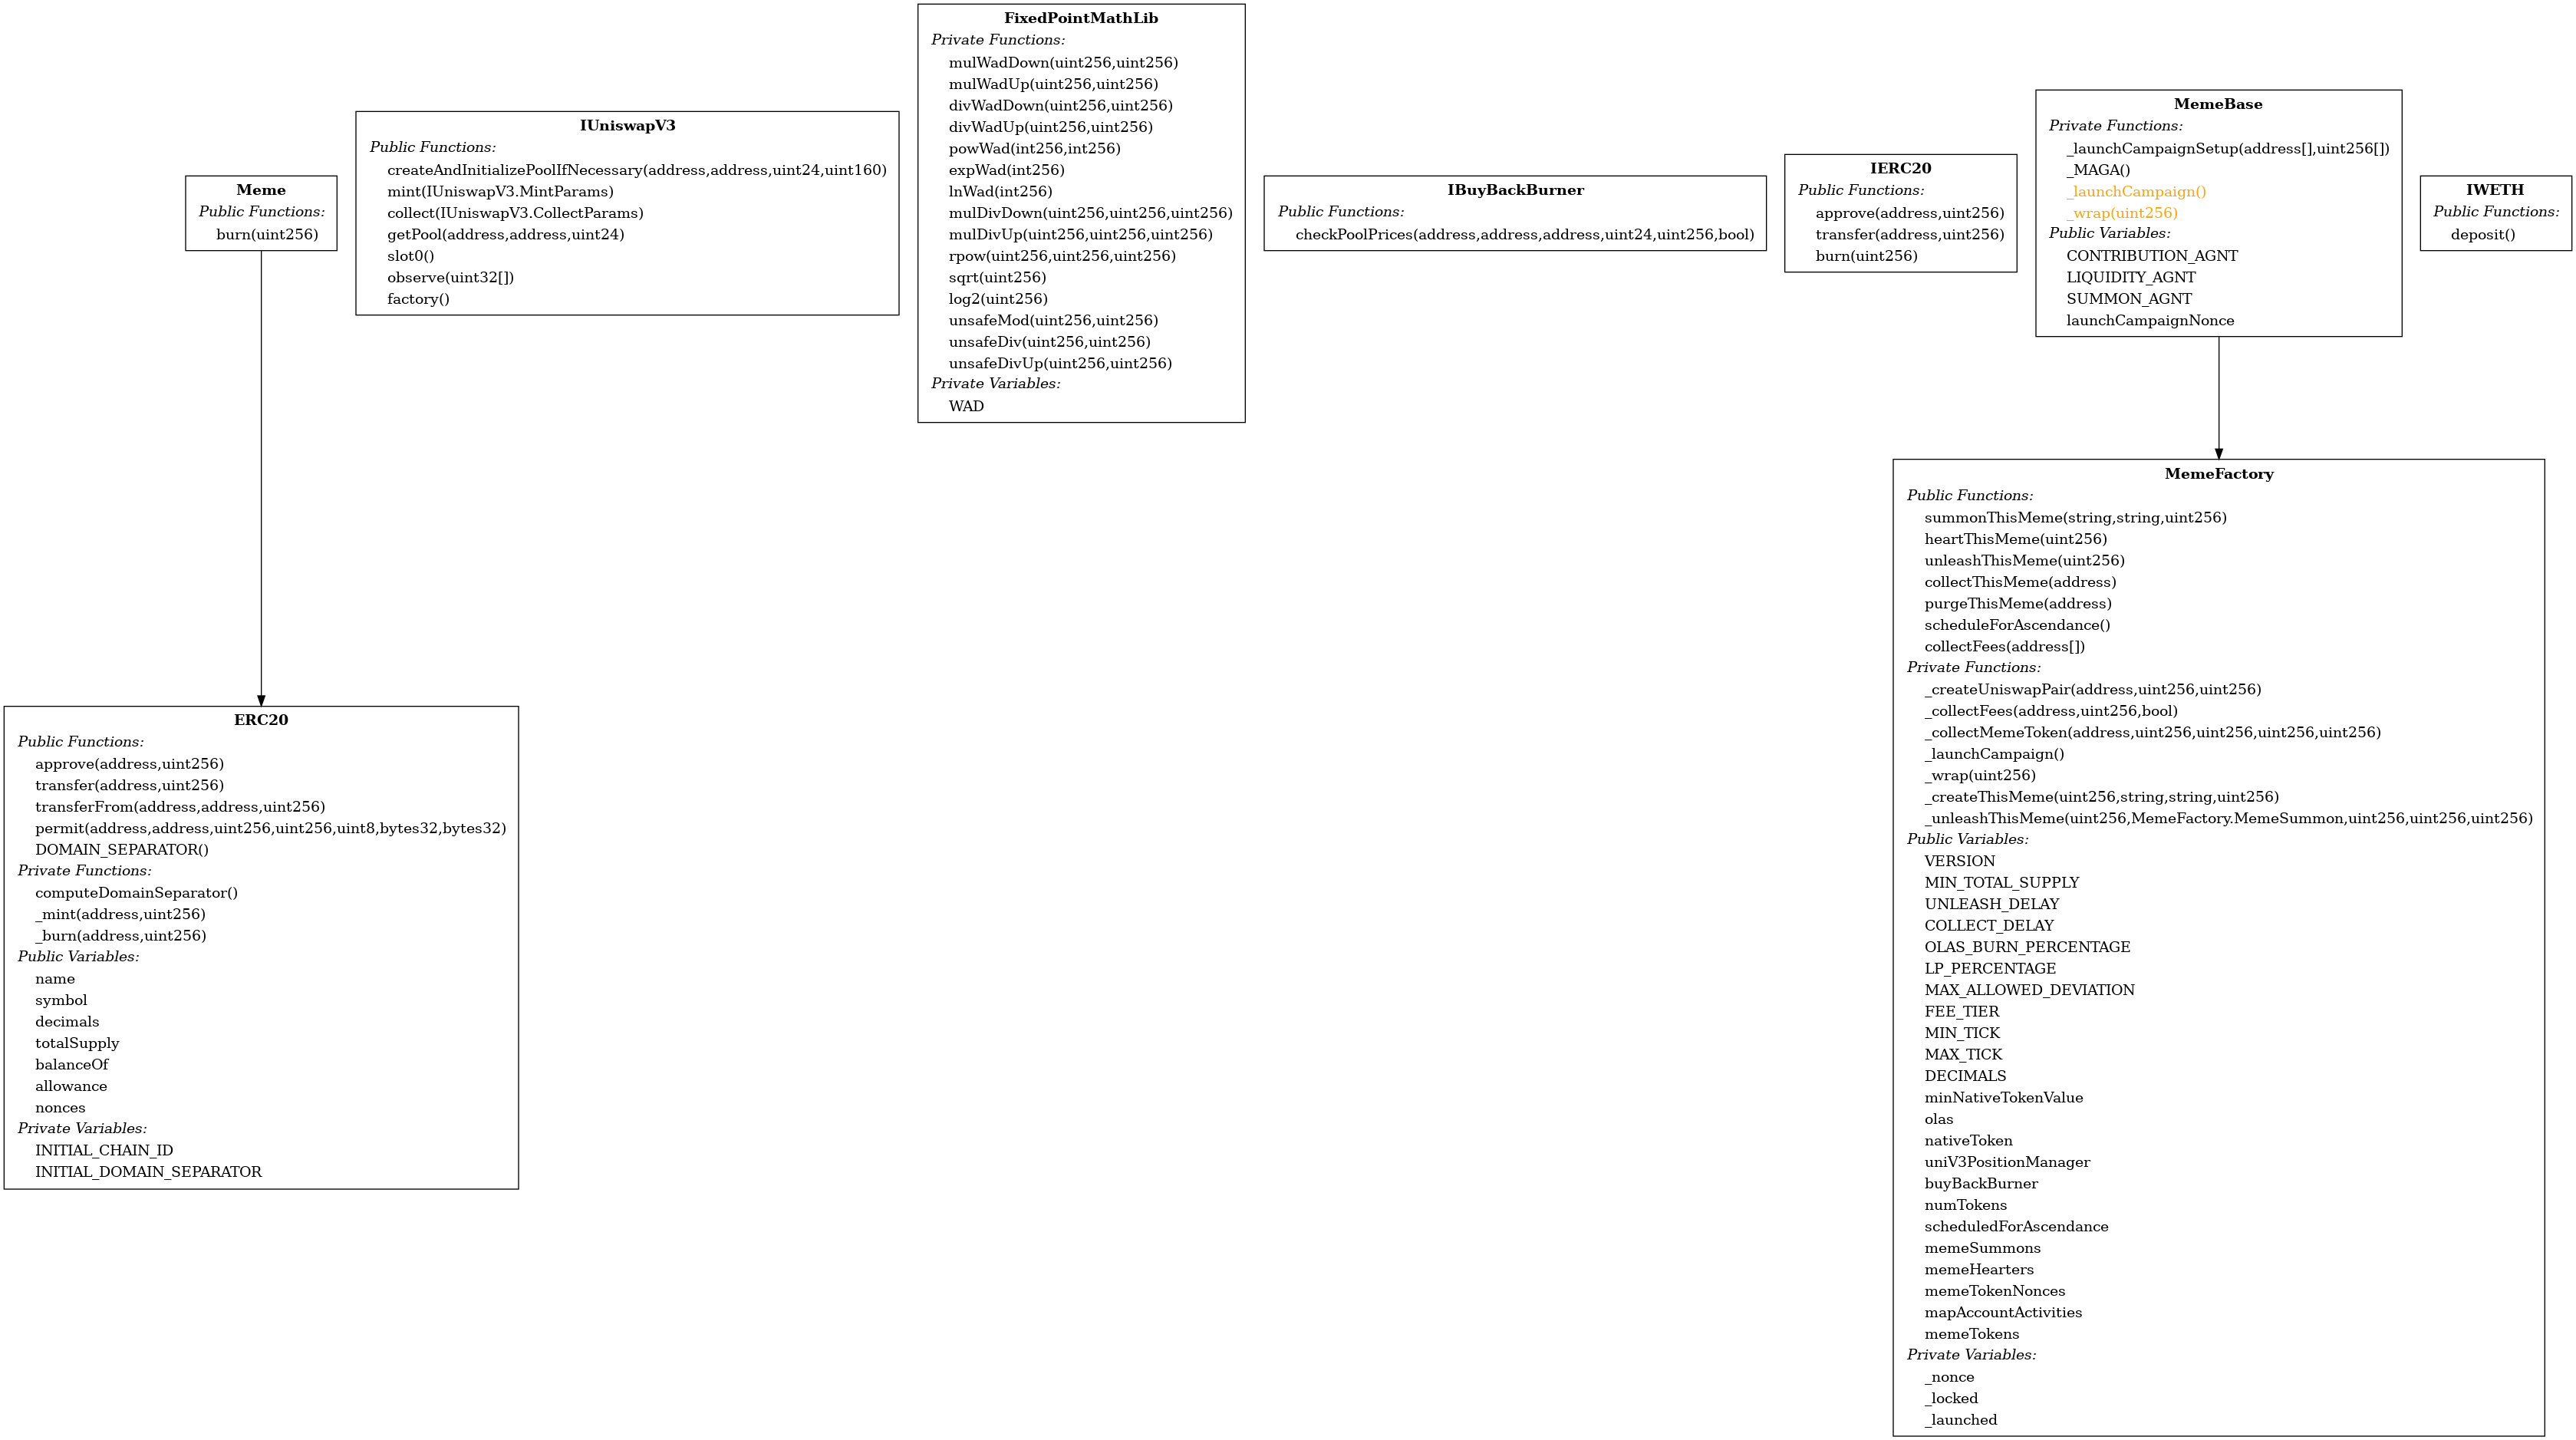 Meme
Public Functions:
burn(uint256)
IUniswapV3
Public Functions:
createAndInitializePoolIfNecessary(address,address,uint24,uint160)
mint(IUniswapV3.MintParams)
collect(IUniswapV3.CollectParams)
getPool(address,address,uint24)
slot0()
observe(uint32[])
factory()
FixedPointMathLib
Private Functions:
mulWadDown(uint256,uint256)
mulWadUp(uint256,uint256)
divWadDown(uint256,uint256)
divWadUp(uint256,uint256)
powWad(int256,int256)
expWad(int256)
lnWad(int256)
mulDivDown(uint256,uint256,uint256)
mulDivUp(uint256,uint256,uint256)
rpow(uint256,uint256,uint256)
sqrt(uint256)
log2(uint256)
unsafeMod(uint256,uint256)
unsafeDiv(uint256,uint256)
unsafeDivUp(uint256,uint256)
Private Variables:
WAD
IBuyBackBurner
Public Functions:
checkPoolPrices(address,address,address,uint24,uint256,bool)
IERC20
Public Functions:
approve(address,uint256)
transfer(address,uint256)
burn(uint256)
MemeBase
Private Functions:
_launchCampaignSetup(address[],uint256[])
_MAGA()
_launchCampaign()
_wrap(uint256)
Public Variables:
CONTRIBUTION_AGNT
LIQUIDITY_AGNT
SUMMON_AGNT
launchCampaignNonce
IWETH
Public Functions:
deposit()
ERC20
Public Functions:
approve(address,uint256)
transfer(address,uint256)
transferFrom(address,address,uint256)
permit(address,address,uint256,uint256,uint8,bytes32,bytes32)
DOMAIN_SEPARATOR()
Private Functions:
computeDomainSeparator()
_mint(address,uint256)
_burn(address,uint256)
Public Variables:
name
symbol
decimals
totalSupply
balanceOf
allowance
nonces
Private Variables:
INITIAL_CHAIN_ID
INITIAL_DOMAIN_SEPARATOR
MemeFactory
Public Functions:
summonThisMeme(string,string,uint256)
heartThisMeme(uint256)
unleashThisMeme(uint256)
collectThisMeme(address)
purgeThisMeme(address)
scheduleForAscendance()
collectFees(address[])
Private Functions:
_createUniswapPair(address,uint256,uint256)
_collectFees(address,uint256,bool)
_collectMemeToken(address,uint256,uint256,uint256,uint256)
_launchCampaign()
_wrap(uint256)
_createThisMeme(uint256,string,string,uint256)
_unleashThisMeme(uint256,MemeFactory.MemeSummon,uint256,uint256,uint256)
Public Variables:
VERSION
MIN_TOTAL_SUPPLY
UNLEASH_DELAY
COLLECT_DELAY
OLAS_BURN_PERCENTAGE
LP_PERCENTAGE
MAX_ALLOWED_DEVIATION
FEE_TIER
MIN_TICK
MAX_TICK
DECIMALS
minNativeTokenValue
olas
nativeToken
uniV3PositionManager
buyBackBurner
numTokens
scheduledForAscendance
memeSummons
memeHearters
memeTokenNonces
mapAccountActivities
memeTokens
Private Variables:
_nonce
_locked
_launched